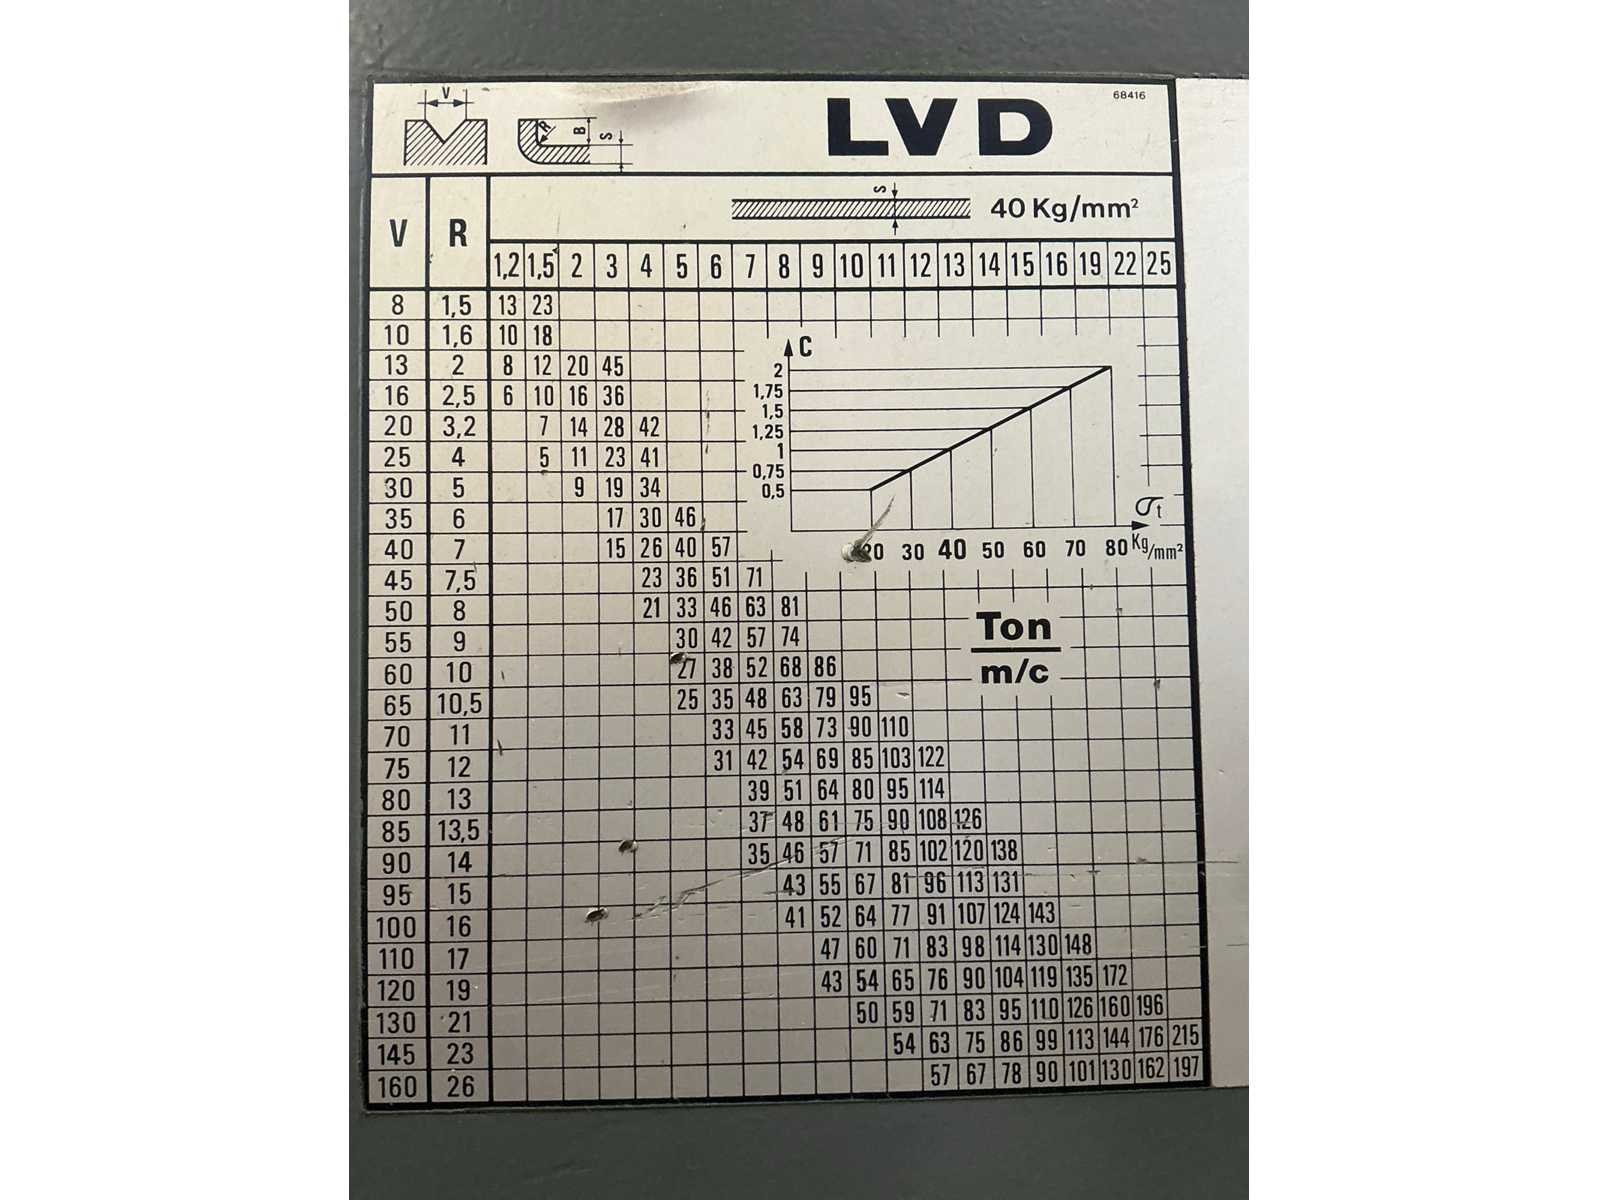 V
R
B
S
LVD
68416
V R
S
40 Kg/mm²
1,2 1,5 2 3 4 5 6 7 8 9 10 11 12 13 14 15 16 19 22 25
8 1,5 13 23
10 1,6 10 18
13 2 8 12 20 45
16 2,5 6 10 16 36
20 3,2 7 14 28 42
25 4 5 11 23 41
30 5 9 19 34
35 6 17 30 46
40 7 15 26 40 57
45 7,5 23 36 51 71
50 8 21 33 46 63 81
55 9 30 42 57 74
60 10 27 38 52 68 86
65 10,5 25 35 48 63 79 95
70 11 33 45 58 73 90 110
75 12 31 42 54 69 85 103 122
80 13 39 51 64 80 95 114
85 13,5 37 48 61 75 90 108 126
90 14 35 46 57 71 85 102 120 138
95 15 43 55 67 81 96 113 131
100 16 41 52 64 77 91 107 124 143
110 17 47 60 71 83 98 114 130 148
120 19 43 54 65 76 90 104 119 135 172
130 21 50 59 71 83 95 110 126 160 196
145 23 54 63 75 86 99 113 144 176 215
160 26 57 67 78 90 101 130 162 197
C
2
1,75
1,5
1,25
1
0,75
0,5
σt
20 30 40 50 60 70 80 Kg/mm²
Ton
m/c